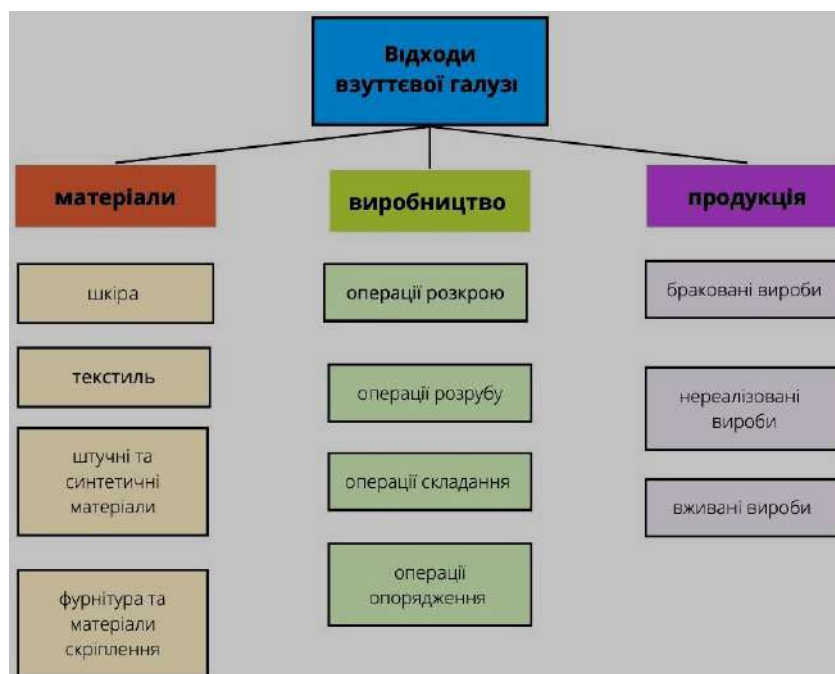 Відходи
взуттєвої галузі
матеріали
шкіра
текстиль
штучні та
синтетичні
матеріали
фурнітура та
матеріали
скріплення
виробництво
операції розкрою
операції розрубу
операції складання
операції
опорядження
продукція
браковані вироби
нереалізовані
вироби
вживані вироби